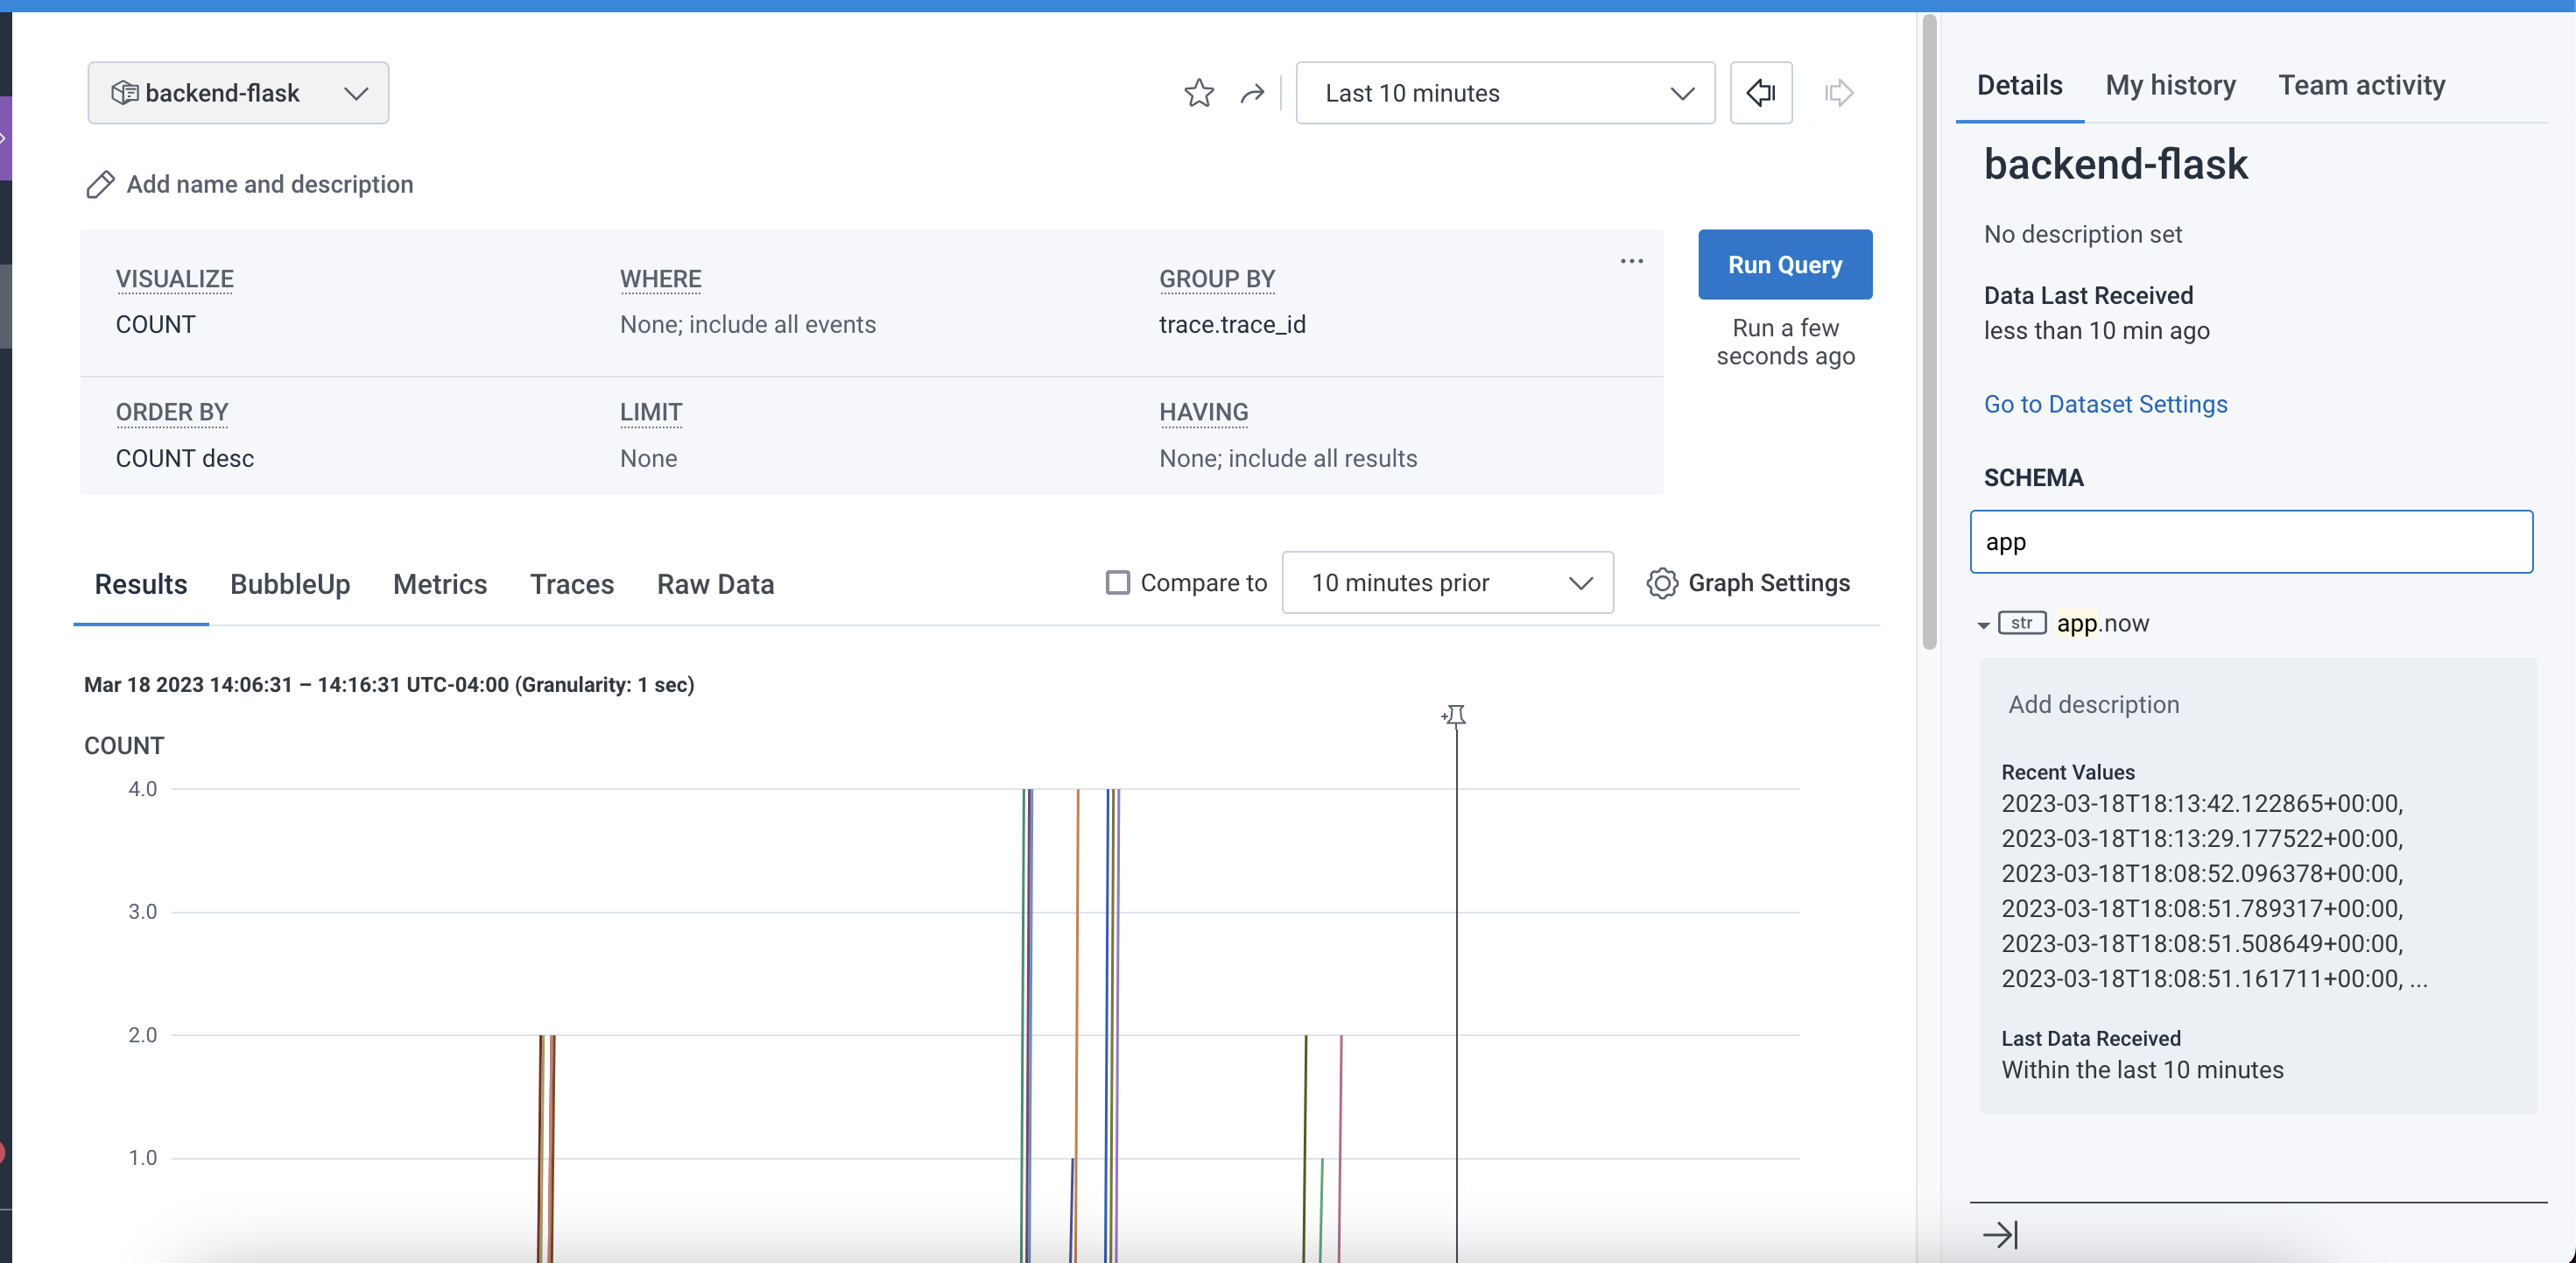 backend-flask
Last 10 minutes
Add name and description
VISUALIZE
COUNT
WHERE
None; include all events
GROUP BY
trace.trace_id
...
Run Query
Run a few
seconds ago
ORDER BY
COUNT desc
LIMIT
None
HAVING
None; include all results
Results
BubbleUp
Metrics
Traces
Raw Data
Compare to
10 minutes prior
Graph Settings
Mar 18 2023 14:06:31 – 14:16:31 UTC-04:00 (Granularity: 1 sec)
COUNT
4.0
3.0
2.0
1.0
Details
My history
Team activity
backend-flask
No description set
Data Last Received
less than 10 min ago
Go to Dataset Settings
SCHEMA
app
str app.now
Add description
Recent Values
2023-03-18T18:13:42.122865+00:00,
2023-03-18T18:13:29.177522+00:00,
2023-03-18T18:08:52.096378+00:00,
2023-03-18T18:08:51.789317+00:00,
2023-03-18T18:08:51.508649+00:00,
2023-03-18T18:08:51.161711+00:00, ...
Last Data Received
Within the last 10 minutes